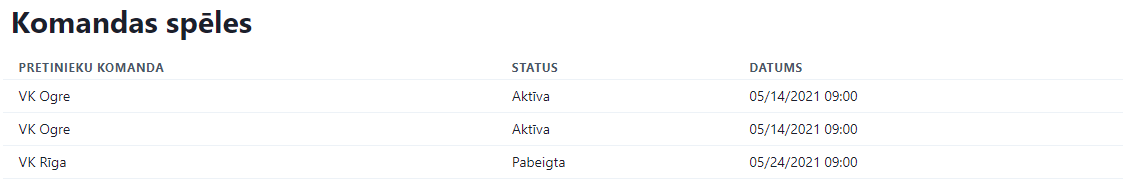 Komandas spēles
PRETINIEKU KOMANDA STATUS DATUMS
VK Ogre Aktīva 05/14/2021 09:00
VK Ogre Aktīva 05/14/2021 09:00
VK Rīga Pabeigta 05/24/2021 09:00